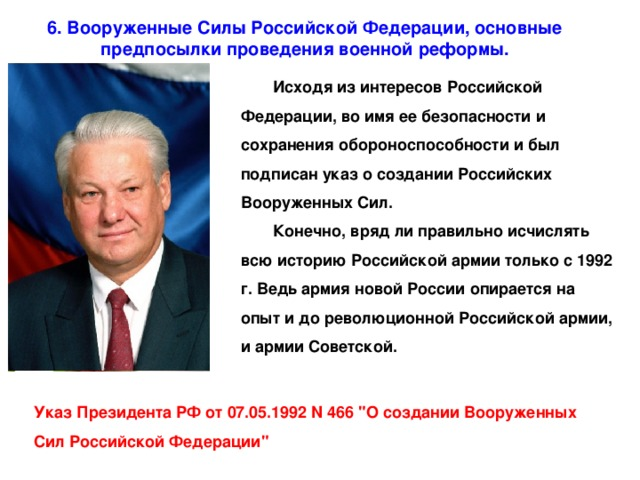 6. Вооруженные Силы Российской Федерации, основные
предпосылки проведения военной реформы.
Исходя из интересов Российской
Федерации, во имя ее безопасности и
сохранения обороноспособности и был
подписан указ о создании Российских
Вооруженных Сил.
Конечно, вряд ли правильно исчислять
всю историю Российской армии только с 1992
г. Ведь армия новой России опирается на
опыт и до революционной Российской армии,
и армии Советской.
Указ Президента РФ от 07.05.1992 N 466 "О создании Вооруженных
Сил Российской Федерации"